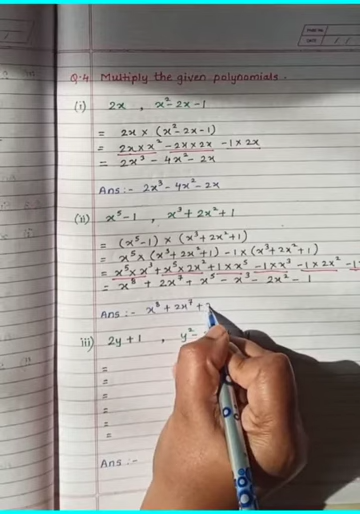 Q.4 Multiply the given polynomials.
(i) 2x , x²-2x-1
= 2x × (x²-2x-1)
= 2x × x² - 2x × 2x - 1 × 2x
= 2x³ - 4x² - 2x
Ans :- 2x³ - 4x² - 2x
(ii) x⁵-1 , x³+2x²+1
= (x⁵-1) × (x³+2x²+1)
= x⁵ × (x³+2x²+1) - 1 × (x³+2x²+1)
= x⁵ × x³ + x⁵ × 2x² + 1 × x⁵ - 1 × x³ - 1 × 2x² - 1
= x⁸ + 2x⁷ + x⁵ - x³ - 2x² - 1
Ans :- x⁸ + 2x⁷ +
iii) 2y + 1 , y²-
=
=
=
=
=
=
Ans :-